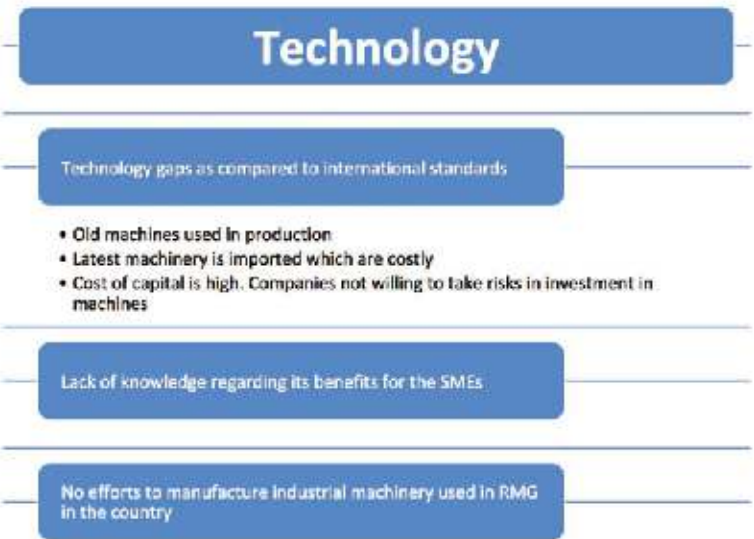 Technology
Technology gaps as compared to international standards
• Old machines used in production
• Latest machinery is imported which are costly
• Cost of capital is high. Companies not willing to take risks in investment in
machines
Lack of knowledge regarding its benefits for the SMEs
No efforts to manufacture industrial machinery used in RMG
in the country